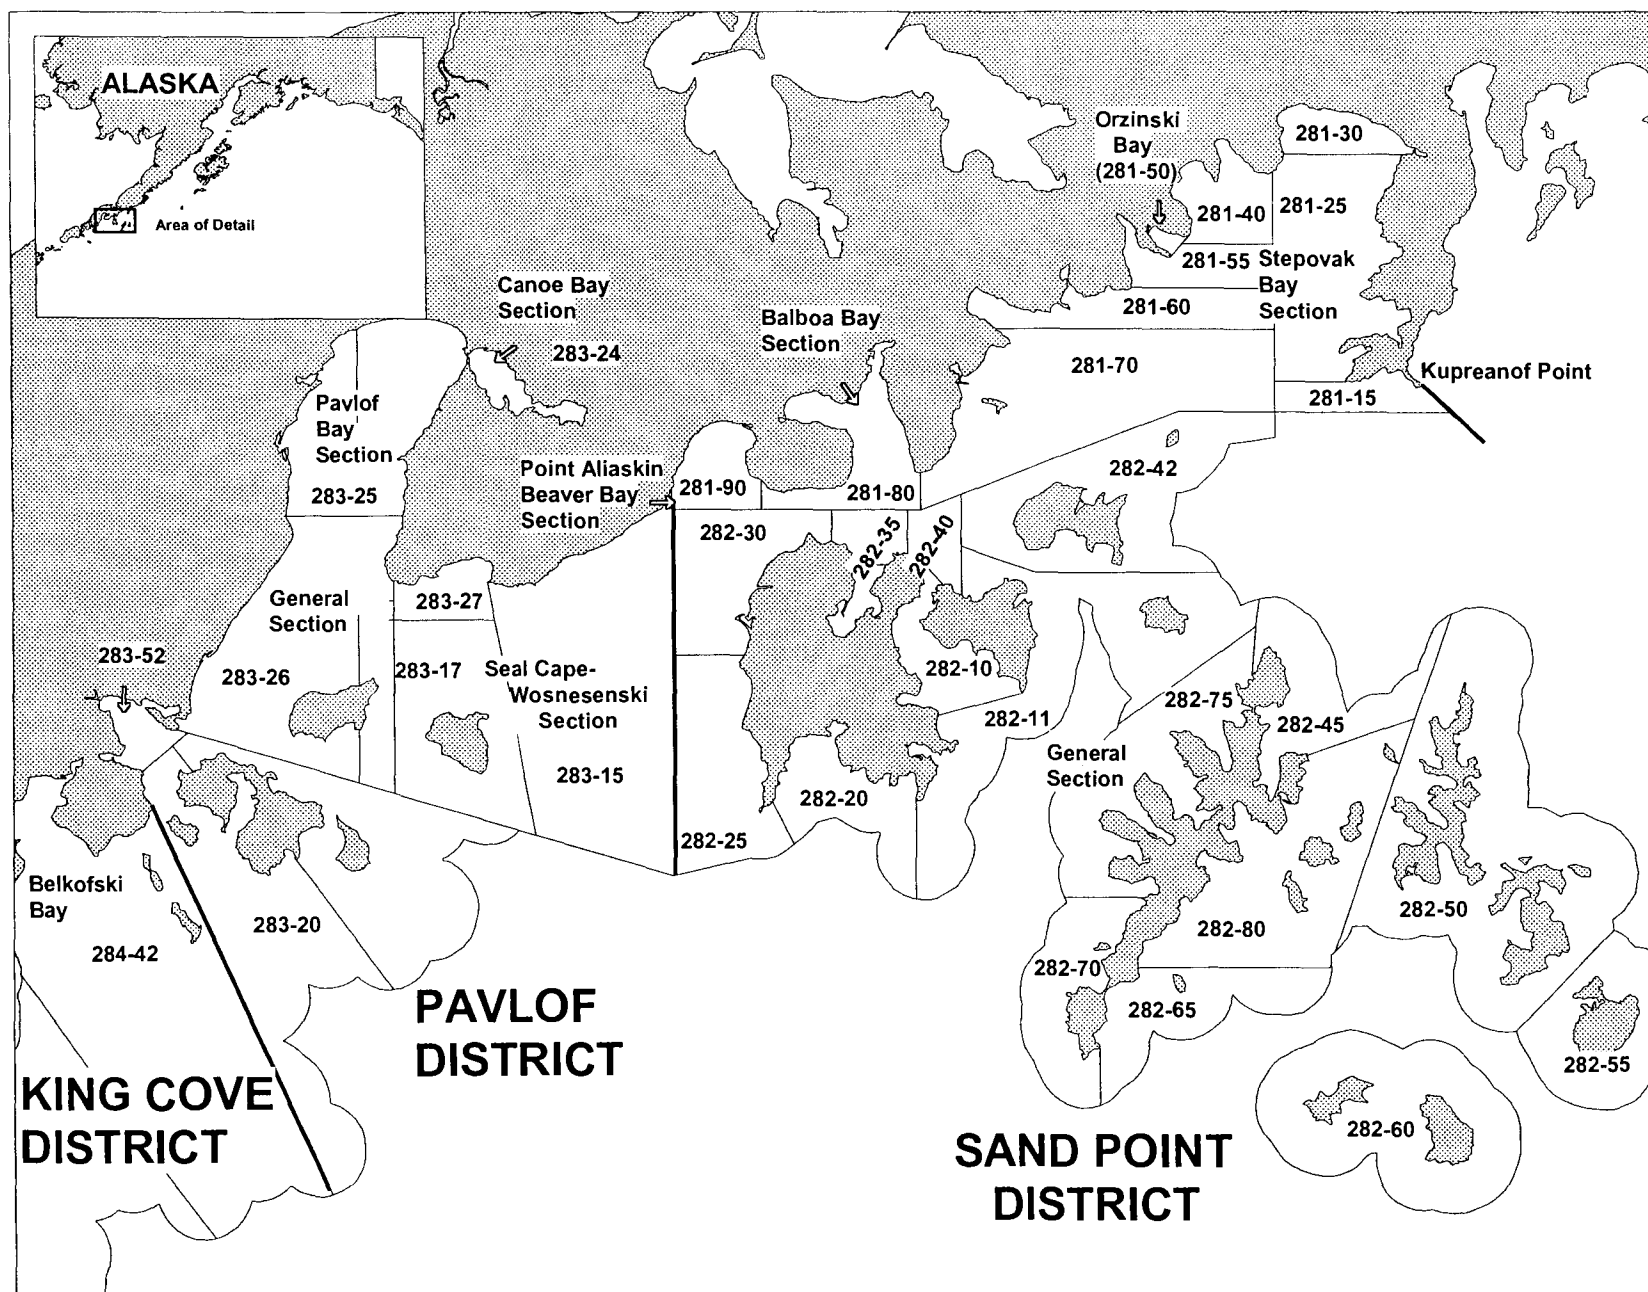 ALASKA
Area of Detail
Orzinski
Bay
(281-50)
281-30
281-40
281-25
281-55
Stepovak
Bay
Section
281-60
Canoe Bay
Section
283-24
Balboa Bay
Section
281-70
Kupreanof Point
281-15
Pavlof
Bay
Section
283-25
Point Aliaskin
Beaver Bay
Section
281-90
281-80
282-42
282-30
282-35
282-40
General
Section
283-27
283-52
283-26
283-17
Seal Cape-
Wosnesenski
Section
283-15
282-10
282-11
282-75
282-45
General
Section
282-20
282-25
Belkofski
Bay
284-42
283-20
282-50
282-80
282-70
282-65
282-55
282-60
PAVLOF
DISTRICT
KING COVE
DISTRICT
SAND POINT
DISTRICT